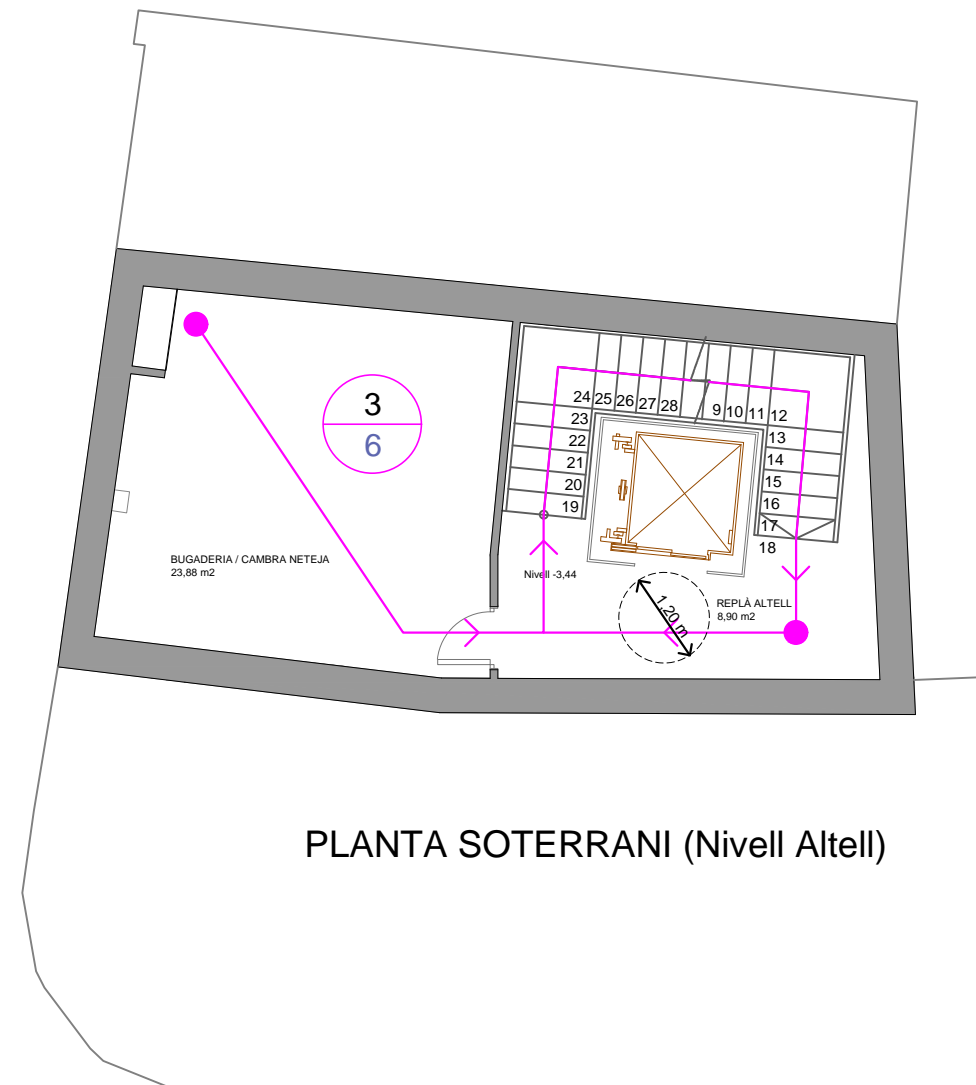 3
6
24 25 26 27 28 9 10 11 12
23 13
22 14
21 15
20 16
19 17
18
BUGADERIA / CAMBRA NETEJA
23,88 m2
Nivell -3,44
1,20 m
REPLÀ ALTELL
8,90 m2
PLANTA SOTERRANI (Nivell Altell)